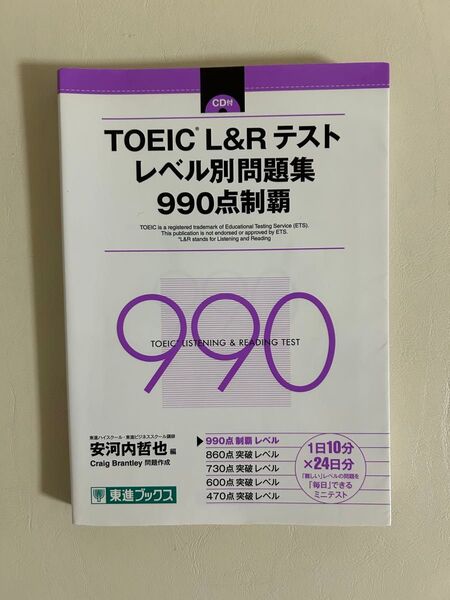 CD付
TOEIC® L&R テスト
レベル別問題集
990点制覇
TOEIC is a registered trademark of Educational Testing Service (ETS).
This publication is not endorsed or approved by ETS.
*L&R stands for Listening and Reading
990
TOEIC® LISTENING & READING TEST
東進ハイスクール・東進ビジネススクール講師
安河内哲也 編
Craig Brantley 問題作成
東進ブックス
990点 制覇 レベル
860点 突破 レベル
730点 突破 レベル
600点 突破 レベル
470点 突破 レベル
1日10分
×24日分
「難しい」レベルの問題を
「毎日」できる
ミニテスト